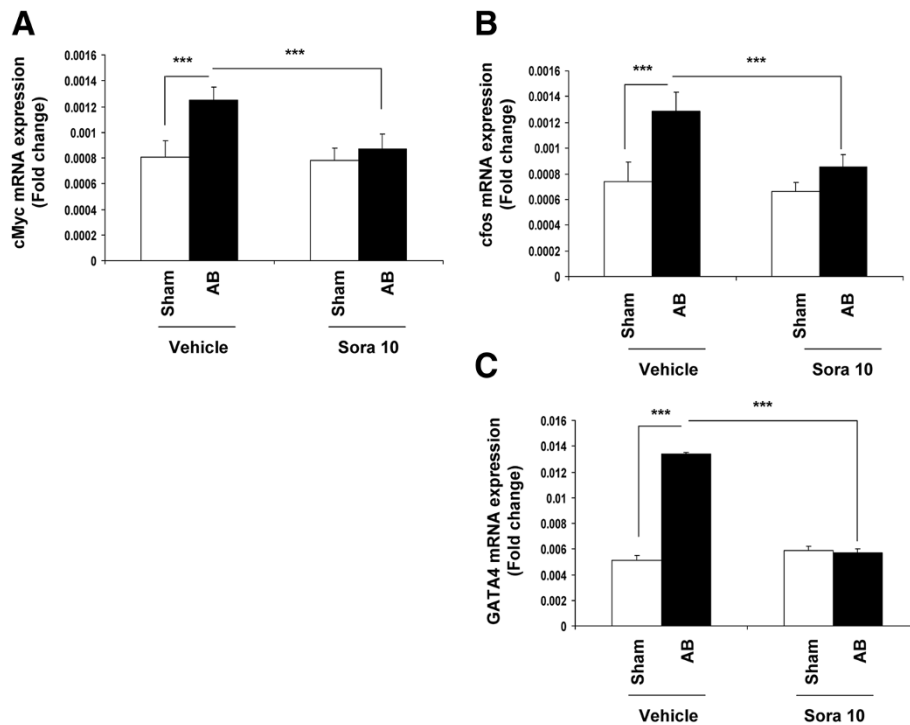 A
cMyc mRNA expression
(Fold change)
0.0016
0.0014
0.0012
0.001
0.0008
0.0006
0.0004
0.0002
0
***
***
Sham
AB
Sham
AB
Vehicle
Sora 10
B
cfos mRNA expression
(Fold change)
0.0016
0.0014
0.0012
0.001
0.0008
0.0006
0.0004
0.0002
0
***
***
Sham
AB
Sham
AB
Vehicle
Sora 10
C
GATA4 mRNA expression
(Fold change)
0.016
0.014
0.012
0.01
0.008
0.006
0.004
0.002
0
***
***
Sham
AB
Sham
AB
Vehicle
Sora 10